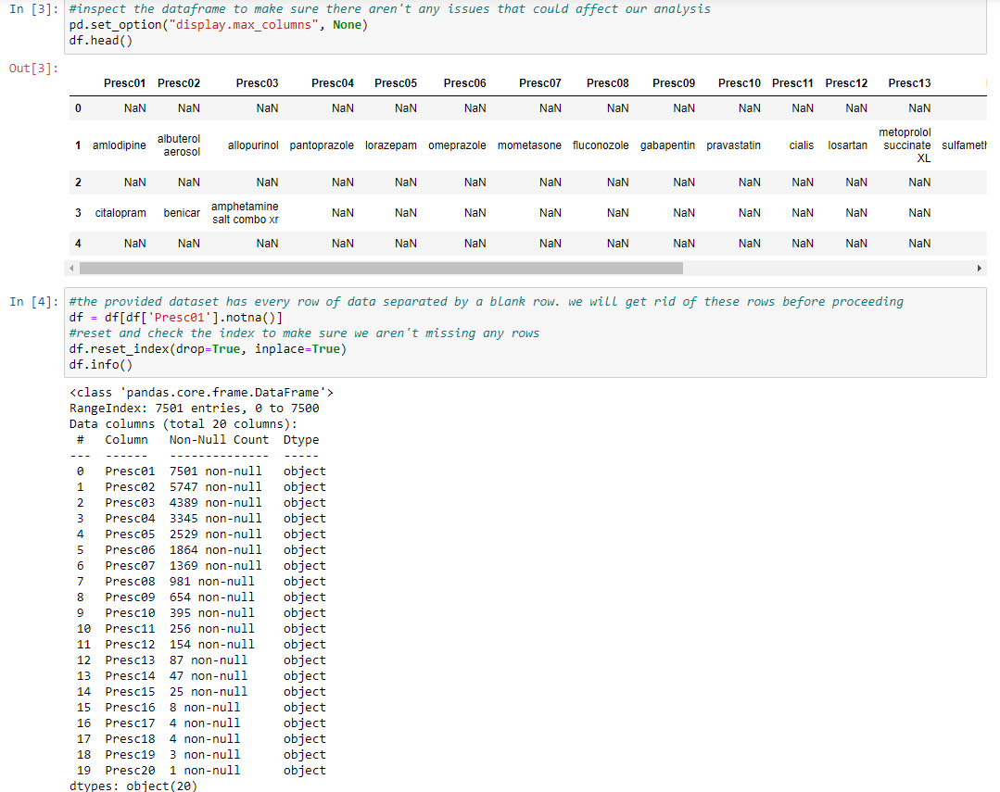 In [3]: #inspect the dataframe to make sure there aren't any issues that could affect our analysis
pd.set_option("display.max_columns", None)
df.head()
Out[3]:
Presc01 Presc02 Presc03 Presc04 Presc05 Presc06 Presc07 Presc08 Presc09 Presc10 Presc11 Presc12 Presc13
0 NaN NaN NaN NaN NaN NaN NaN NaN NaN NaN NaN NaN NaN
1 amlodipine albuterol aerosol allopurinol pantoprazole lorazepam omeprazole mometasone fluconozole gabapentin pravastatin cialis losartan metoprolol succinate XL sulfameth
2 NaN NaN NaN NaN NaN NaN NaN NaN NaN NaN NaN NaN NaN
3 citalopram benicar amphetamine salt combo xr NaN NaN NaN NaN NaN NaN NaN NaN NaN NaN
4 NaN NaN NaN NaN NaN NaN NaN NaN NaN NaN NaN NaN NaN
In [4]: #the provided dataset has every row of data separated by a blank row. we will get rid of these rows before proceeding
df = df[df['Presc01'].notna()]
#reset and check the index to make sure we aren't missing any rows
df.reset_index(drop=True, inplace=True)
df.info()
<class 'pandas.core.frame.DataFrame'>
RangeIndex: 7501 entries, 0 to 7500
Data columns (total 20 columns):
# Column Non-Null Count Dtype
--- ------ -------------- -----
0 Presc01 7501 non-null object
1 Presc02 5747 non-null object
2 Presc03 4389 non-null object
3 Presc04 3345 non-null object
4 Presc05 2529 non-null object
5 Presc06 1864 non-null object
6 Presc07 1369 non-null object
7 Presc08 981 non-null object
8 Presc09 654 non-null object
9 Presc10 395 non-null object
10 Presc11 256 non-null object
11 Presc12 154 non-null object
12 Presc13 87 non-null object
13 Presc14 47 non-null object
14 Presc15 25 non-null object
15 Presc16 8 non-null object
16 Presc17 4 non-null object
17 Presc18 4 non-null object
18 Presc19 3 non-null object
19 Presc20 1 non-null object
dtypes: object(20)